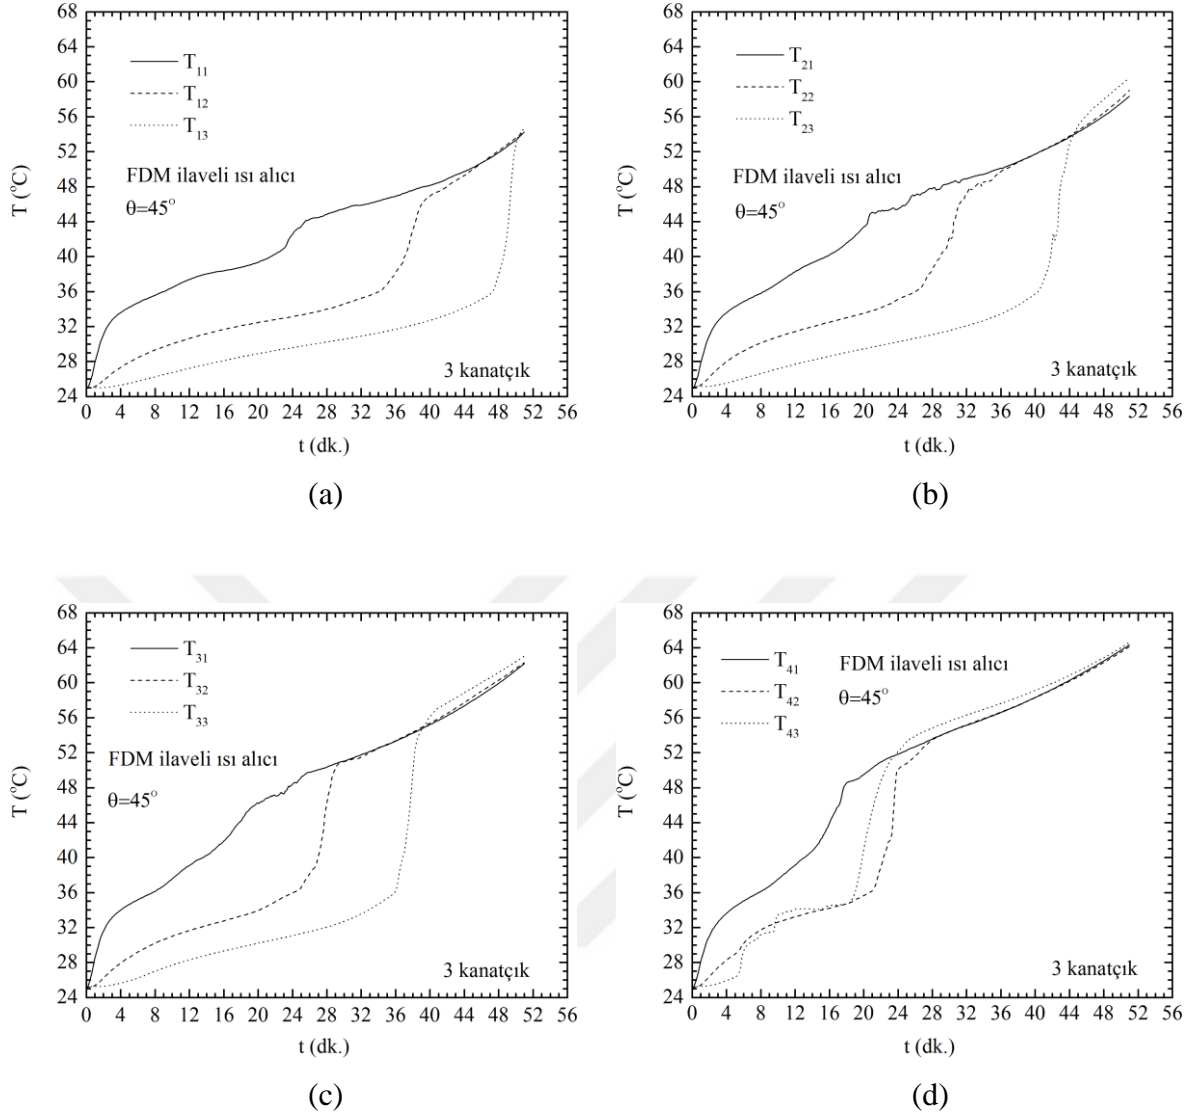 68
64
60
56
52
48
44
40
36
32
28
24
T (°C)
T₁₁
T₁₂
T₁₃
FDM ilaveli ısı alıcı
θ=45°
3 kanatçık
0 4 8 12 16 20 24 28 32 36 40 44 48 52 56
t (dk.)
(a)
68
64
60
56
52
48
44
40
36
32
28
24
T (°C)
T₂₁
T₂₂
T₂₃
FDM ilaveli ısı alıcı
θ=45°
3 kanatçık
0 4 8 12 16 20 24 28 32 36 40 44 48 52 56
t (dk.)
(b)
68
64
60
56
52
48
44
40
36
32
28
24
T (°C)
T₃₁
T₃₂
T₃₃
FDM ilaveli ısı alıcı
θ=45°
3 kanatçık
0 4 8 12 16 20 24 28 32 36 40 44 48 52 56
t (dk.)
(c)
68
64
60
56
52
48
44
40
36
32
28
24
T (°C)
T₄₁
T₄₂
T₄₃
FDM ilaveli ısı alıcı
θ=45°
3 kanatçık
0 4 8 12 16 20 24 28 32 36 40 44 48 52 56
t (dk.)
(d)